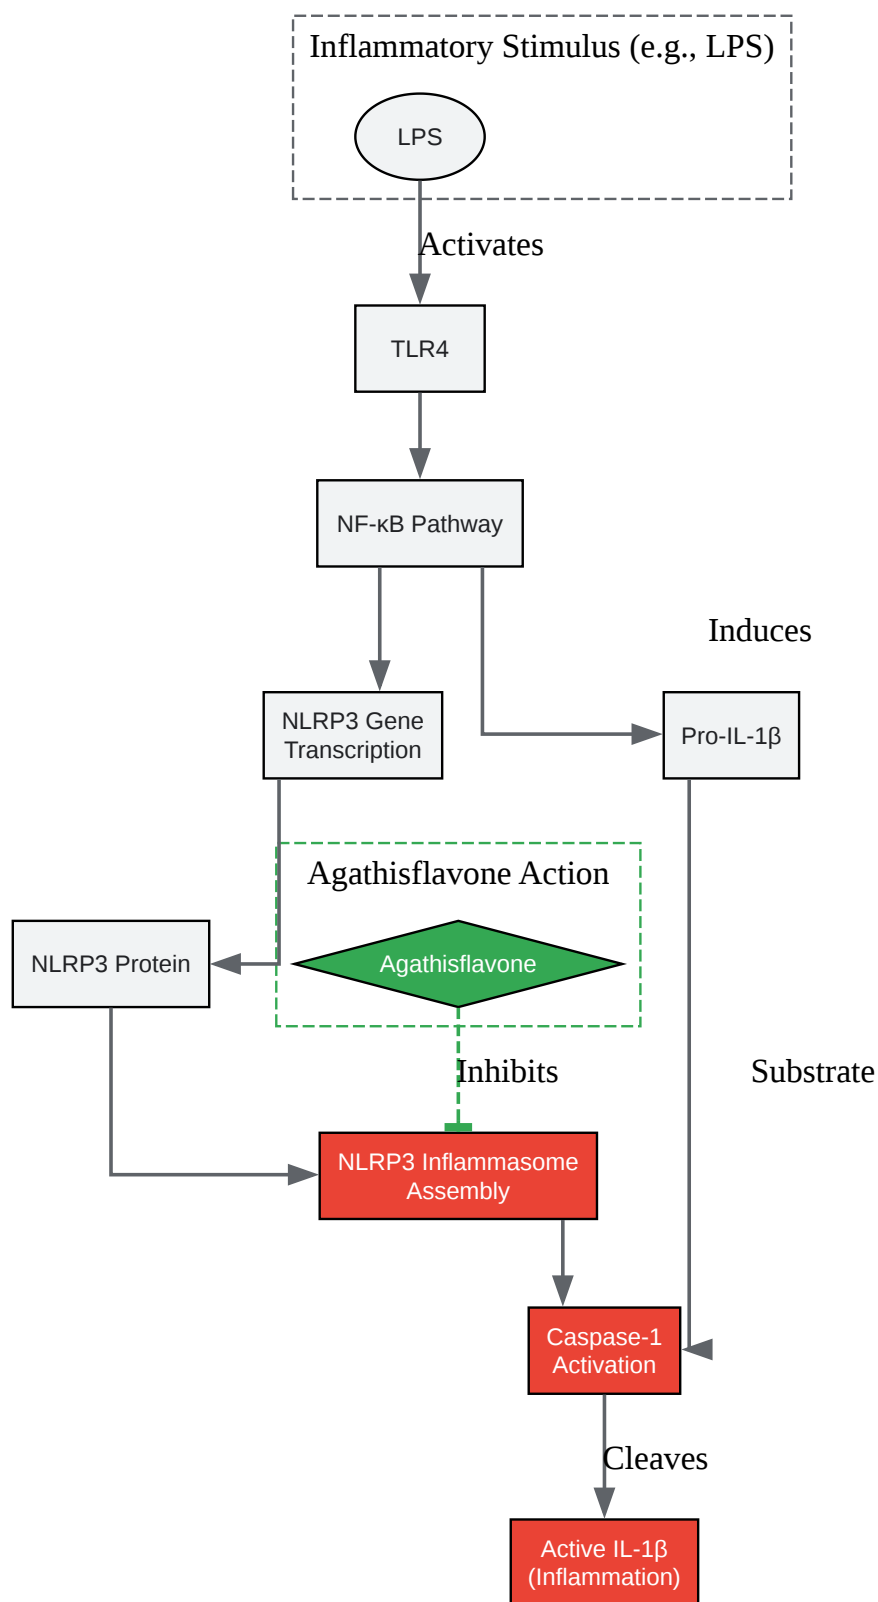 Inflammatory Stimulus (e.g., LPS)
LPS
Activates
TLR4
NF-κB Pathway
Induces
NLRP3 Gene
Transcription
Pro-IL-1β
Agathisflavone Action
NLRP3 Protein
Agathisflavone
Inhibits
Substrate
NLRP3 Inflammasome
Assembly
Caspase-1
Activation
Cleaves
Active IL-1β
(Inflammation)